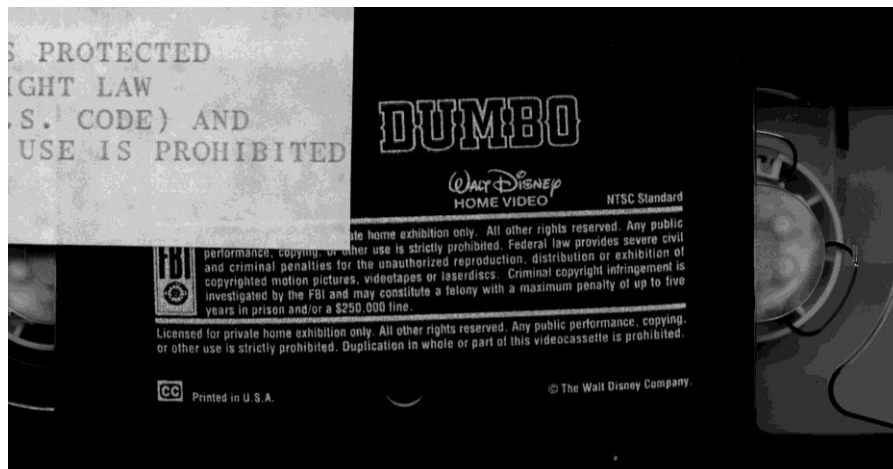 S PROTECTED
IGHT LAW
.S. CODE) AND
USE IS PROHIBITED
DUMBO
WALT DISNEY
HOME VIDEO
NTSC Standard
FBI
ate home exhibition only. All other rights reserved. Any public
performance, copying, or other use is strictly prohibited. Federal law provides severe civil
and criminal penalties for the unauthorized reproduction, distribution or exhibition of
copyrighted motion pictures, videotapes or laserdiscs. Criminal copyright infringement is
investigated by the FBI and may constitute a felony with a maximum penalty of up to five
years in prison and/or a $250,000 fine.
Licensed for private home exhibition only. All other rights reserved. Any public performance, copying,
or other use is strictly prohibited. Duplication in whole or part of this videocassette is prohibited.
CC Printed in U.S.A.
© The Walt Disney Company.